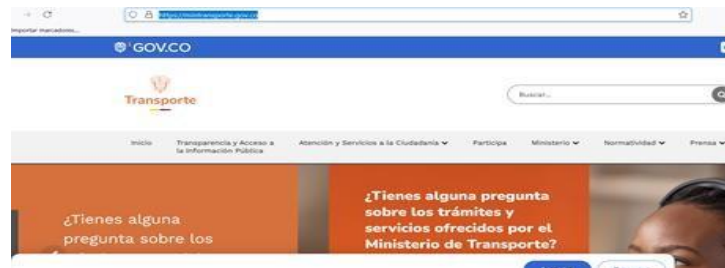 Importar marcadores...
https://mintransporte.gov.co
GOV.CO
Transporte
Buscar...
Inicio
Transparencia y Acceso a
la Información Pública
Atención y Servicios a la Ciudadanía
Participa
Ministerio
Normatividad
Prensa
¿Tienes alguna
pregunta sobre los
¿Tienes alguna pregunta
sobre los trámites y
servicios ofrecidos por el
Ministerio de Transporte?